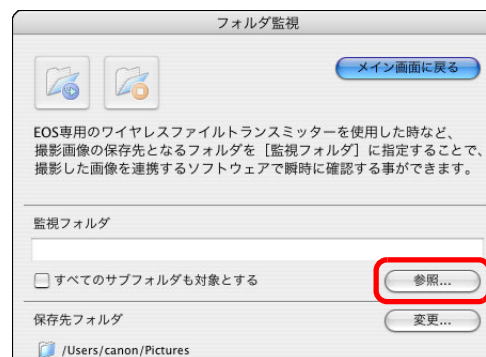 フォルダ監視
メイン画面に戻る
EOS専用のワイヤレスファイルトランスミッターを使用した時など、
撮影画像の保存先となるフォルダを［監視フォルダ］に指定することで、
撮影した画像を連携するソフトウェアで瞬時に確認する事ができます。
監視フォルダ
すべてのサブフォルダも対象とする
参照...
保存先フォルダ
変更...
/Users/canon/Pictures